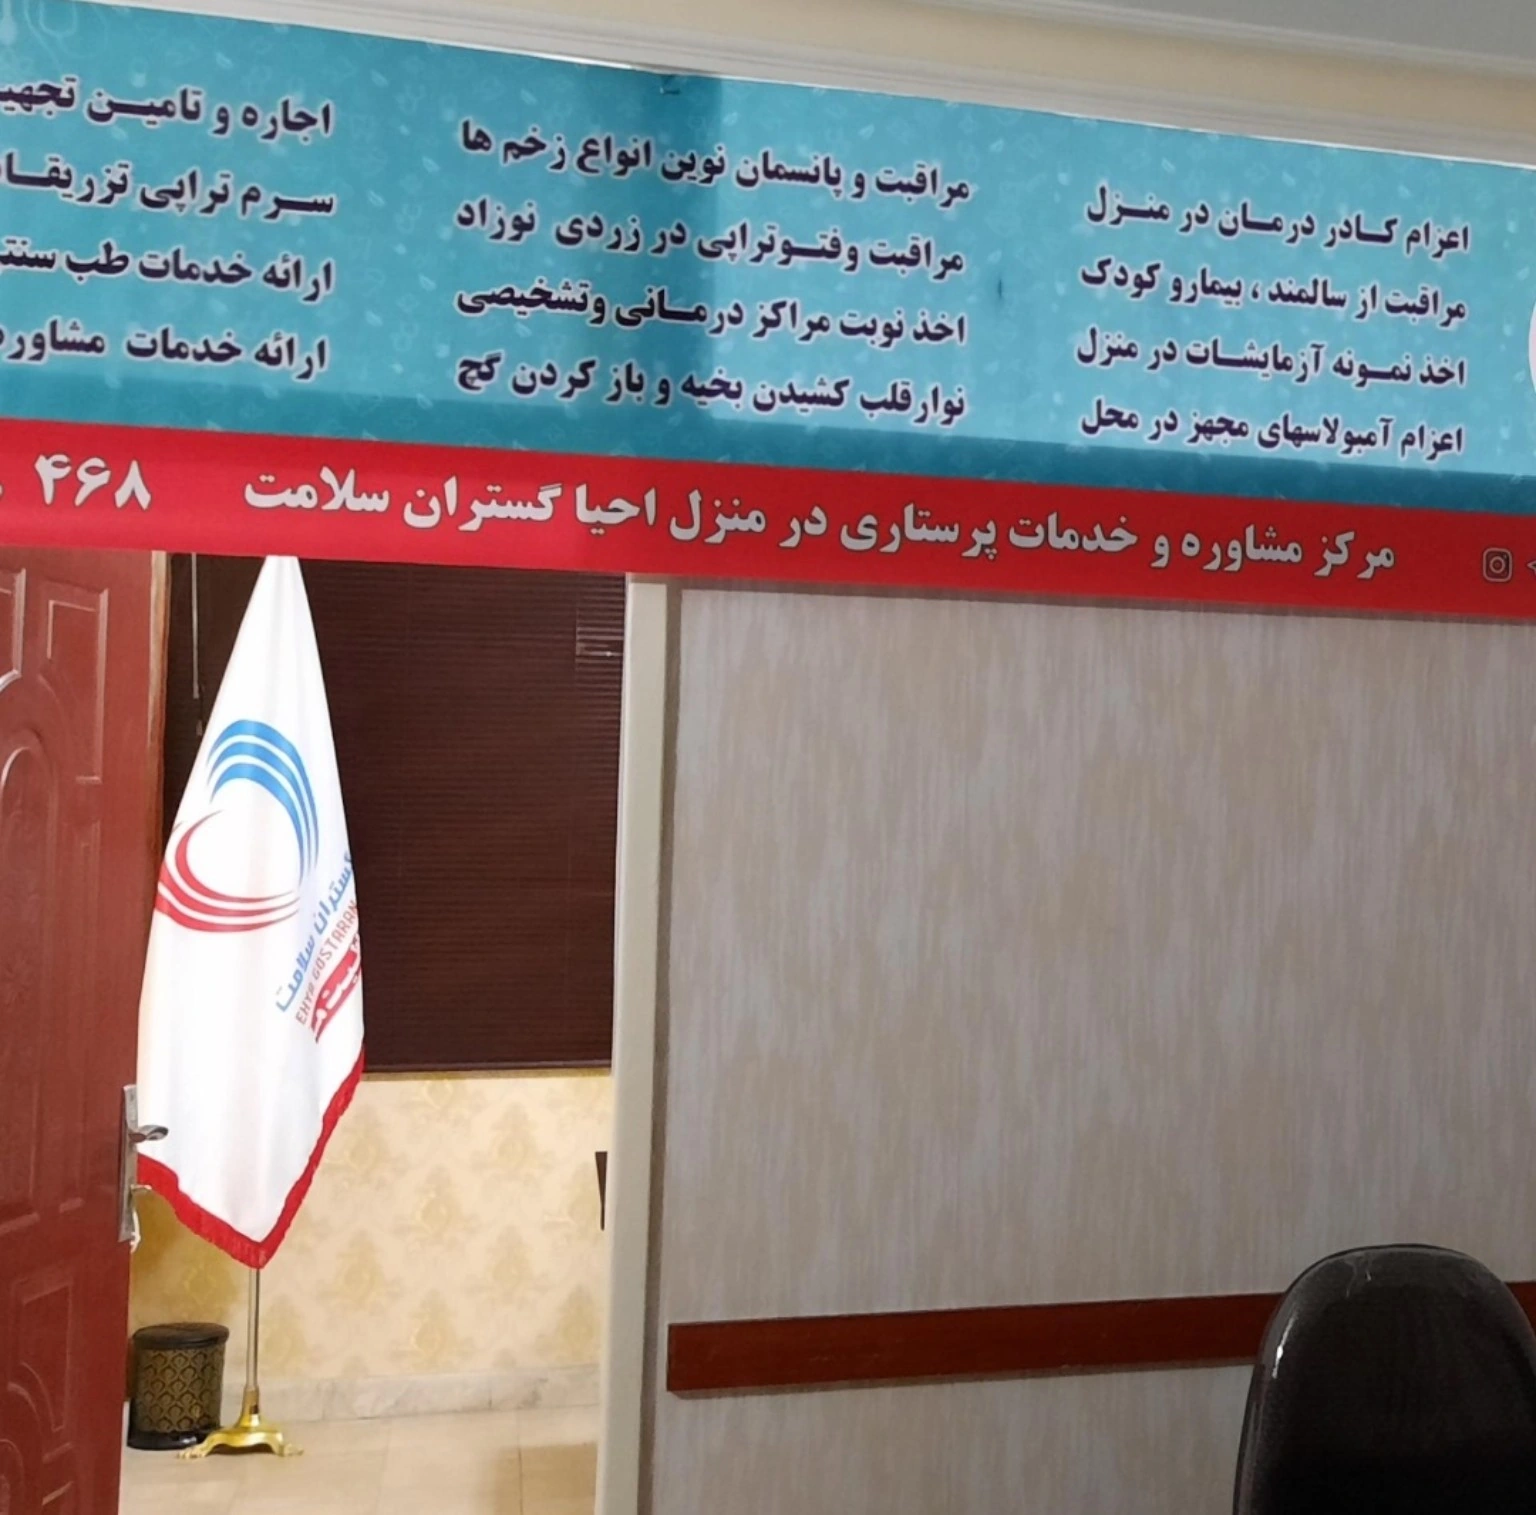 اعزام کادر درمان در منزل
مراقبت از سالمند ، بیمارو کودک
اخذ نمونه آزمایشات در منزل
اعزام آمبولاسهای مجهز در محل
مراقبت و پانسمان نوین انواع زخم ها
مراقبت وفتوتراپی در زردی نوزاد
اخذ نوبت مراکز درمانی وتشخیصی
نوارقلب کشیدن بخیه و باز کردن گچ
اجاره و تامین
سرم تراپی
ارائه خدمات طب
ارائه خدمات
مرکز مشاوره و خدمات پرستاری در منزل احیا گستران سلامت ۴۶۸
گستران سلامت
GOSTARAN